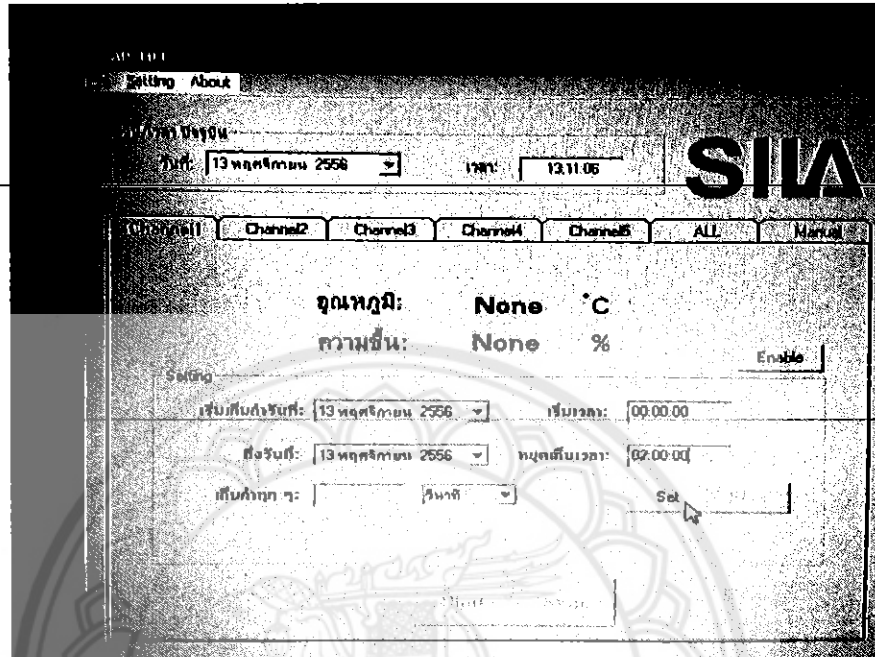 Setting About
วันที่: 13 พฤศจิกายน 2556 เวลา: 13:11:06
SILA
Channel1 Channel2 Channel3 Channel4 Channel5 ALL Manual
อุณหภูมิ: None °C
ความชื้น: None %
Enable
Setting
เริ่มเก็บค่าวันที่: 13 พฤศจิกายน 2556 เริ่มเวลา: 00:00:00
ถึงวันที่: 13 พฤศจิกายน 2556 หยุดเก็บเวลา: 02:00:00
เก็บค่าทุก ๆ: วินาที Set